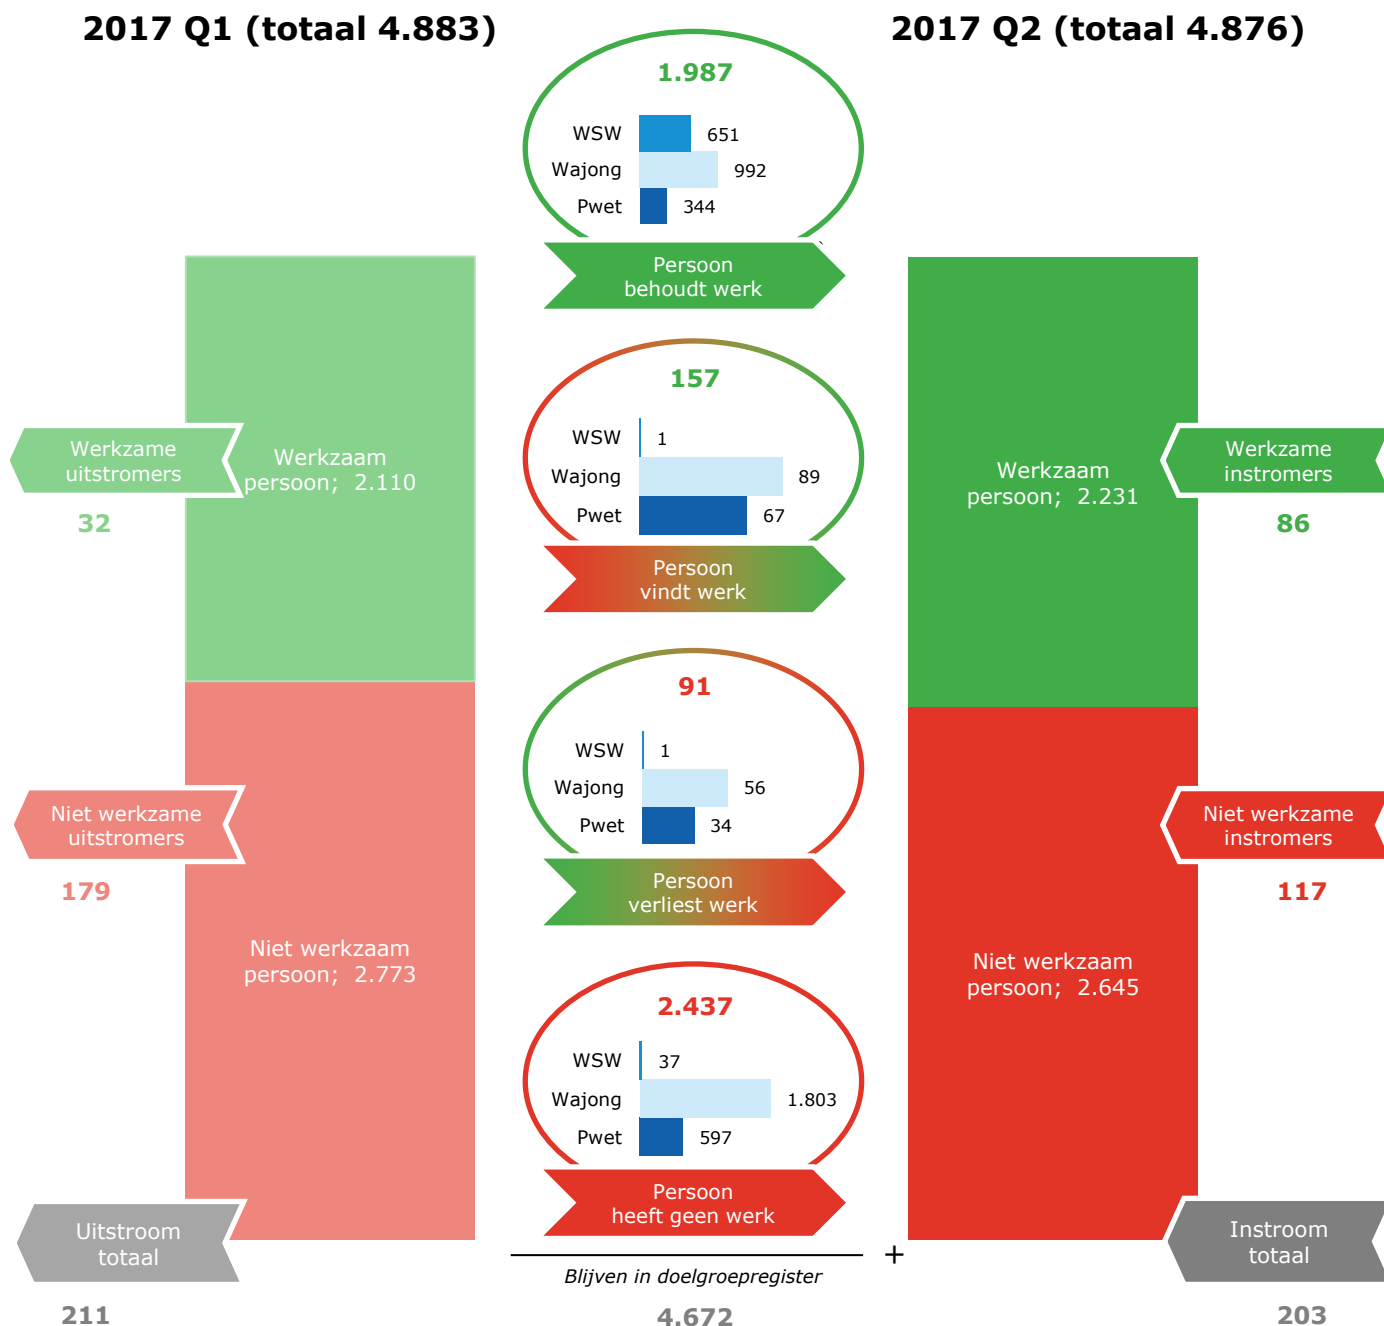 2017 Q1 (totaal 4.883)
2017 Q2 (totaal 4.876)
1.987
WSW 651
Wajong 992
Pwet 344
Persoon
behoudt werk
157
WSW 1
Wajong 89
Pwet 67
Persoon
vindt werk
91
WSW 1
Wajong 56
Pwet 34
Persoon
verliest werk
2.437
WSW 37
Wajong 1.803
Pwet 597
Persoon
heeft geen werk
Werkzame
uitstromers
32
Werkzaam
persoon; 2.110
Niet werkzame
uitstromers
179
Niet werkzaam
persoon; 2.773
Uitstroom
totaal
211
Werkzaam
persoon; 2.231
Werkzame
instromers
86
Niet werkzame
instromers
117
Niet werkzaam
persoon; 2.645
Instroom
totaal
203
+
Blijven in doelgroepregister
4.672